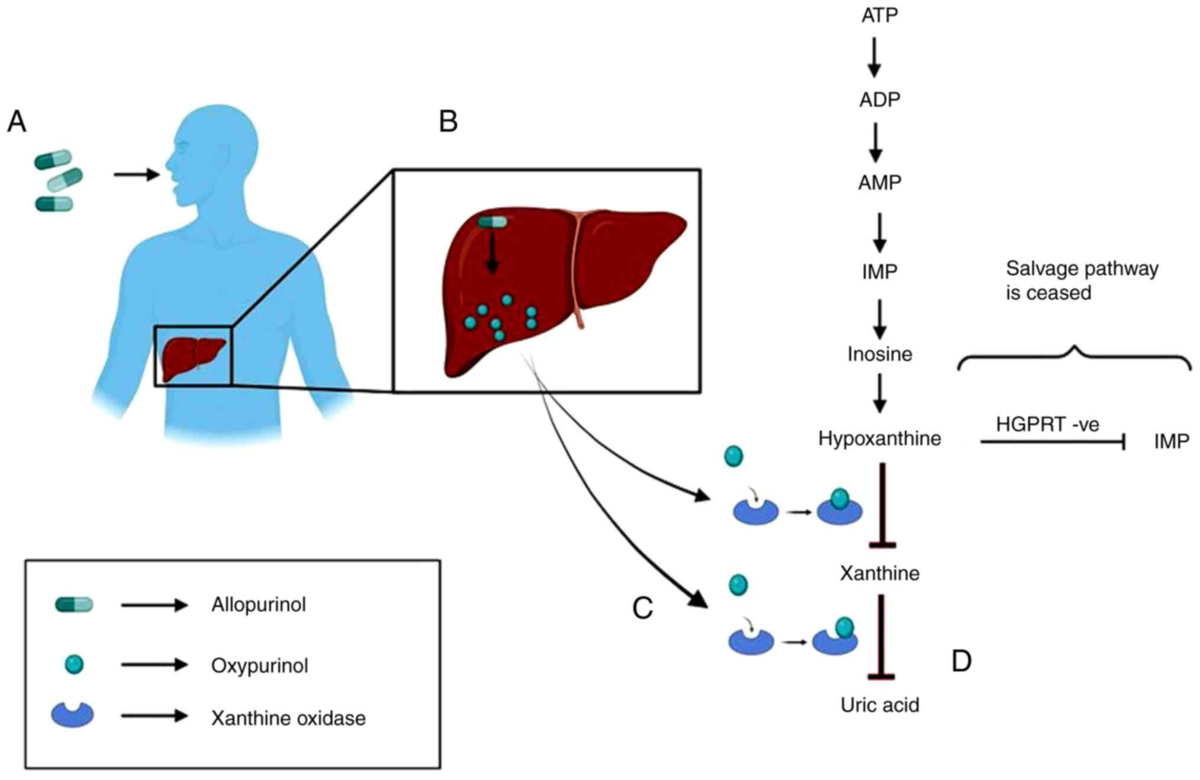 A
B
ATP
ADP
AMP
IMP
Salvage pathway
is ceased
Inosine
Hypoxanthine
HGPRT -ve
IMP
Xanthine
C
D
Uric acid
Allopurinol
Oxypurinol
Xanthine oxidase